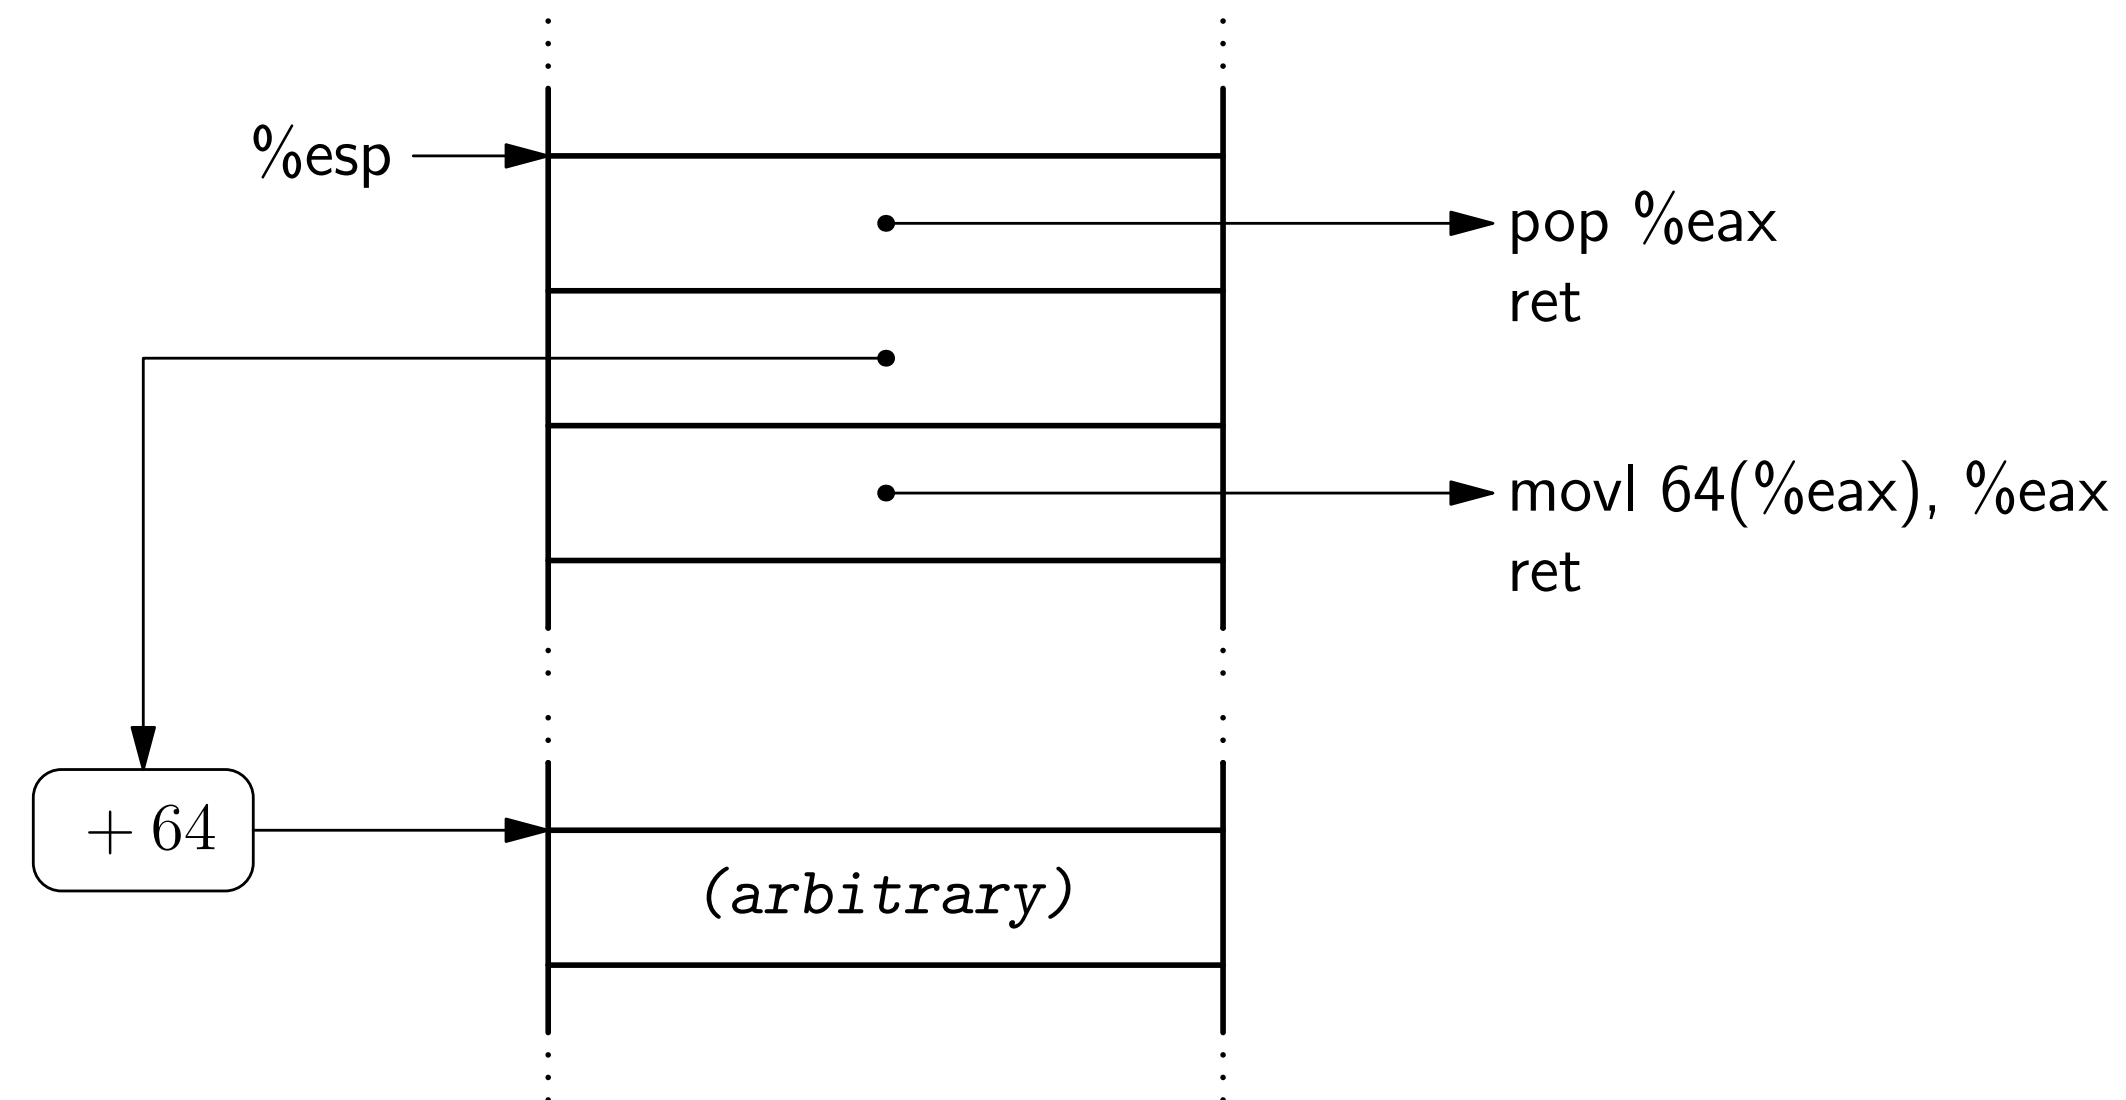 %esp
pop %eax
ret
movl 64(%eax), %eax
ret
+ 64
(arbitrary)